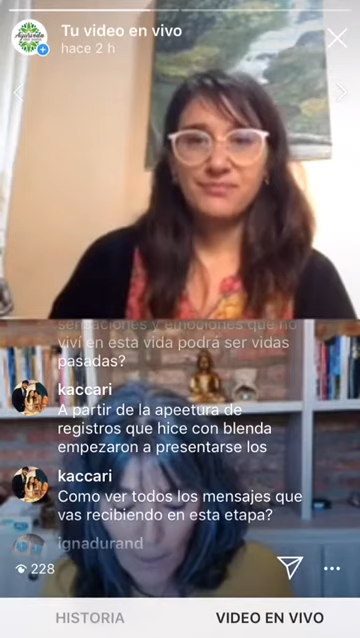 Tu video en vivo
hace 2 h
Ayurveda
sensaciones y emociones que no
viví en esta vida podrá ser vidas
pasadas?
kaccari
A partir de la apeetura de
registros que hice con blenda
empezaron a presentarse los
kaccari
Como ver todos los mensajes que
vas recibiendo en esta etapa?
ignadurand
228
HISTORIA
VIDEO EN VIVO